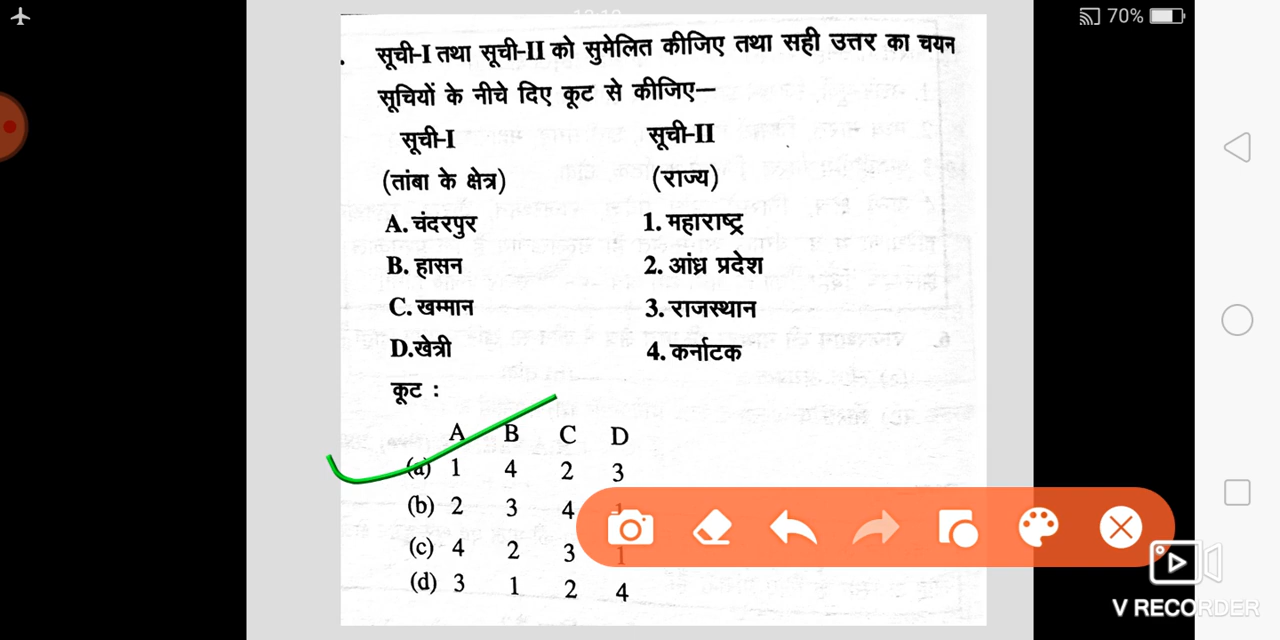 70%
सूची-I तथा सूची-II को सुमेलित कीजिए तथा सही उत्तर का चयन
सूचियों के नीचे दिए कूट से कीजिए—
सूची-I सूची-II
(तांबा के क्षेत्र) (राज्य)
A. चंदरपुर 1. महाराष्ट्र
B. हासन 2. आंध्र प्रदेश
C. खम्मान 3. राजस्थान
D.खेत्री 4. कर्नाटक
कूट :
A B C D
(a) 1 4 2 3
(b) 2 3 4 1
(c) 4 2 3 1
(d) 3 1 2 4
V RECORDER